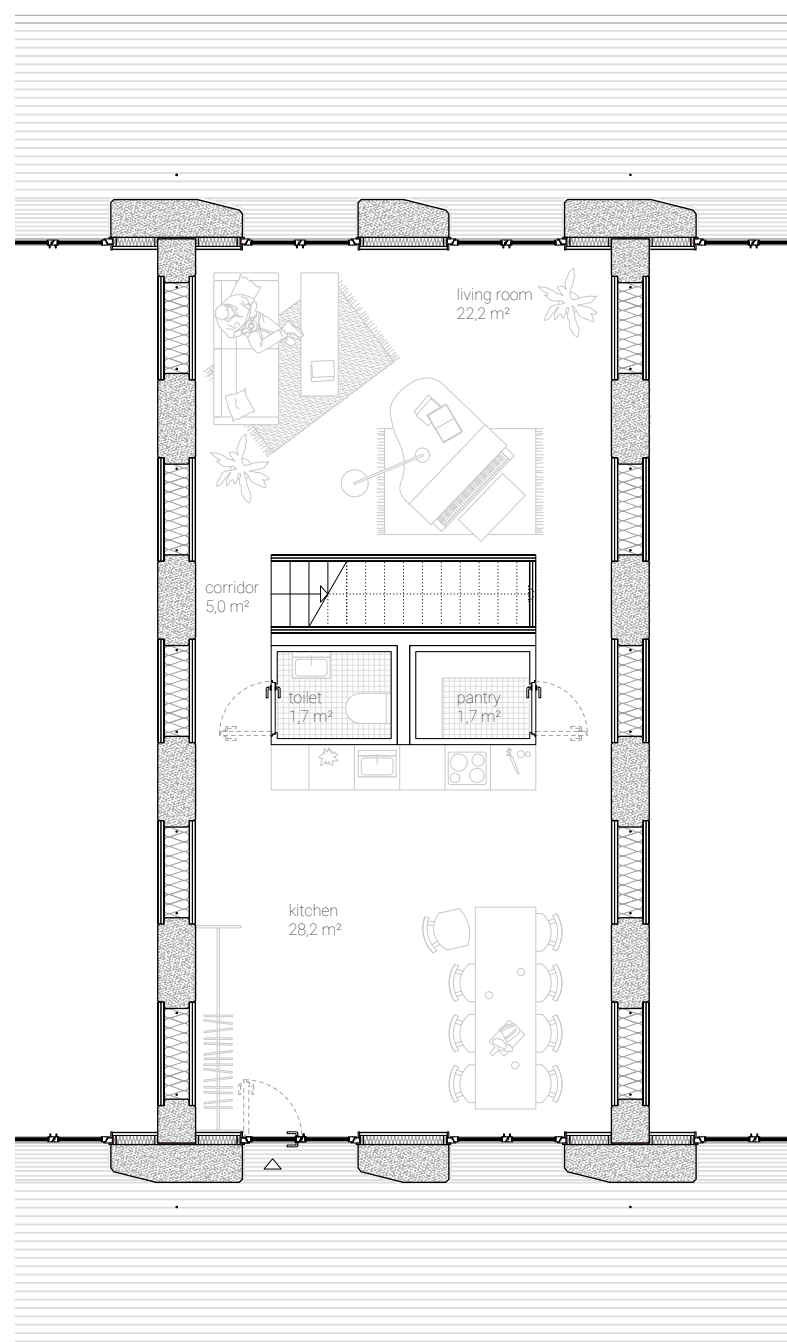 living room
22,2 m²
corridor
5,0 m²
toilet
1,7 m²
pantry
1,7 m²
kitchen
28,2 m²